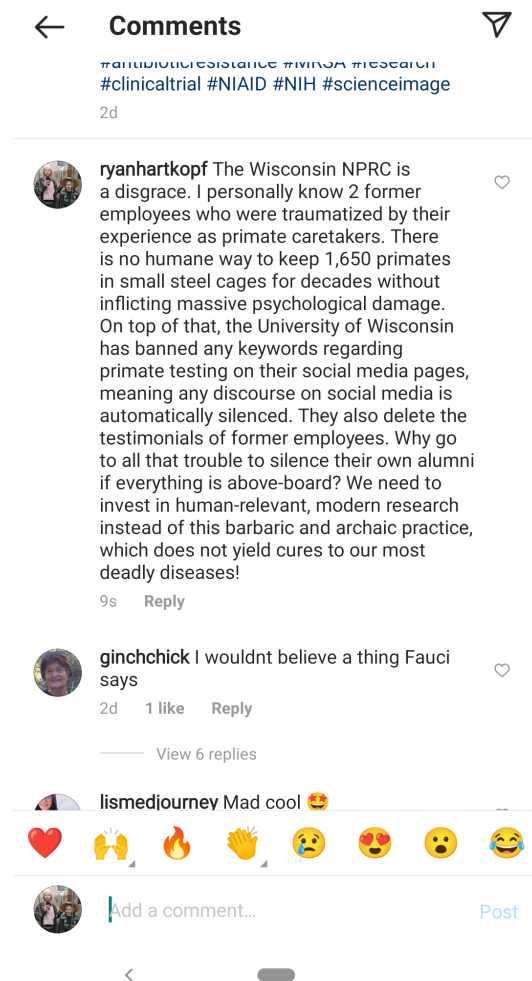 Comments
#antibioticresistance #MRSA #research
#clinicaltrial #NIAID #NIH #scienceimage
2d
ryanhartkopf The Wisconsin NPRC is
a disgrace. I personally know 2 former
employees who were traumatized by their
experience as primate caretakers. There
is no humane way to keep 1,650 primates
in small steel cages for decades without
inflicting massive psychological damage.
On top of that, the University of Wisconsin
has banned any keywords regarding
primate testing on their social media pages,
meaning any discourse on social media is
automatically silenced. They also delete the
testimonials of former employees. Why go
to all that trouble to silence their own alumni
if everything is above-board? We need to
invest in human-relevant, modern research
instead of this barbaric and archaic practice,
which does not yield cures to our most
deadly diseases!
9s Reply
ginchchick I wouldnt believe a thing Fauci
says
2d 1 like Reply
View 6 replies
lismedjourney Mad cool 🤩
❤️ 🙌 🔥 👏 😢 😍 😮 😂
Add a comment... Post